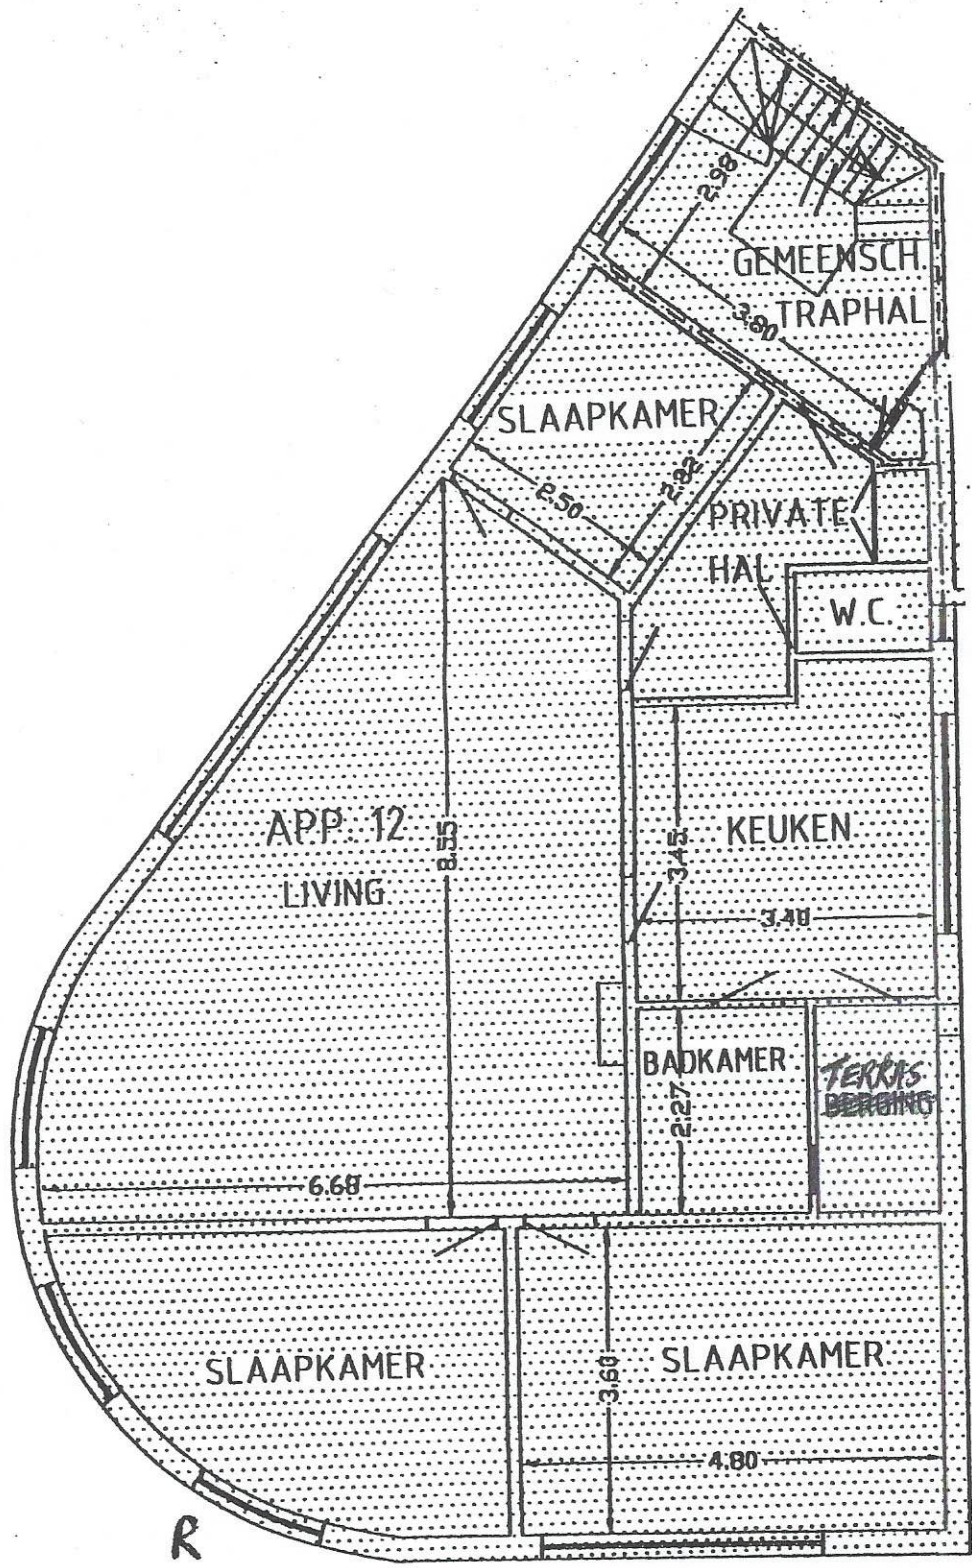 2.98
GEMEENSCH.
TRAPHAL
3.80
SLAAPKAMER
2.50
2.82
PRIVATE
HAL
W.C.
APP. 12
LIVING
8.55
KEUKEN
3.45
3.40
BADKAMER
TERRAS
BERGING
2.27
6.68
SLAAPKAMER
SLAAPKAMER
3.60
4.80
R